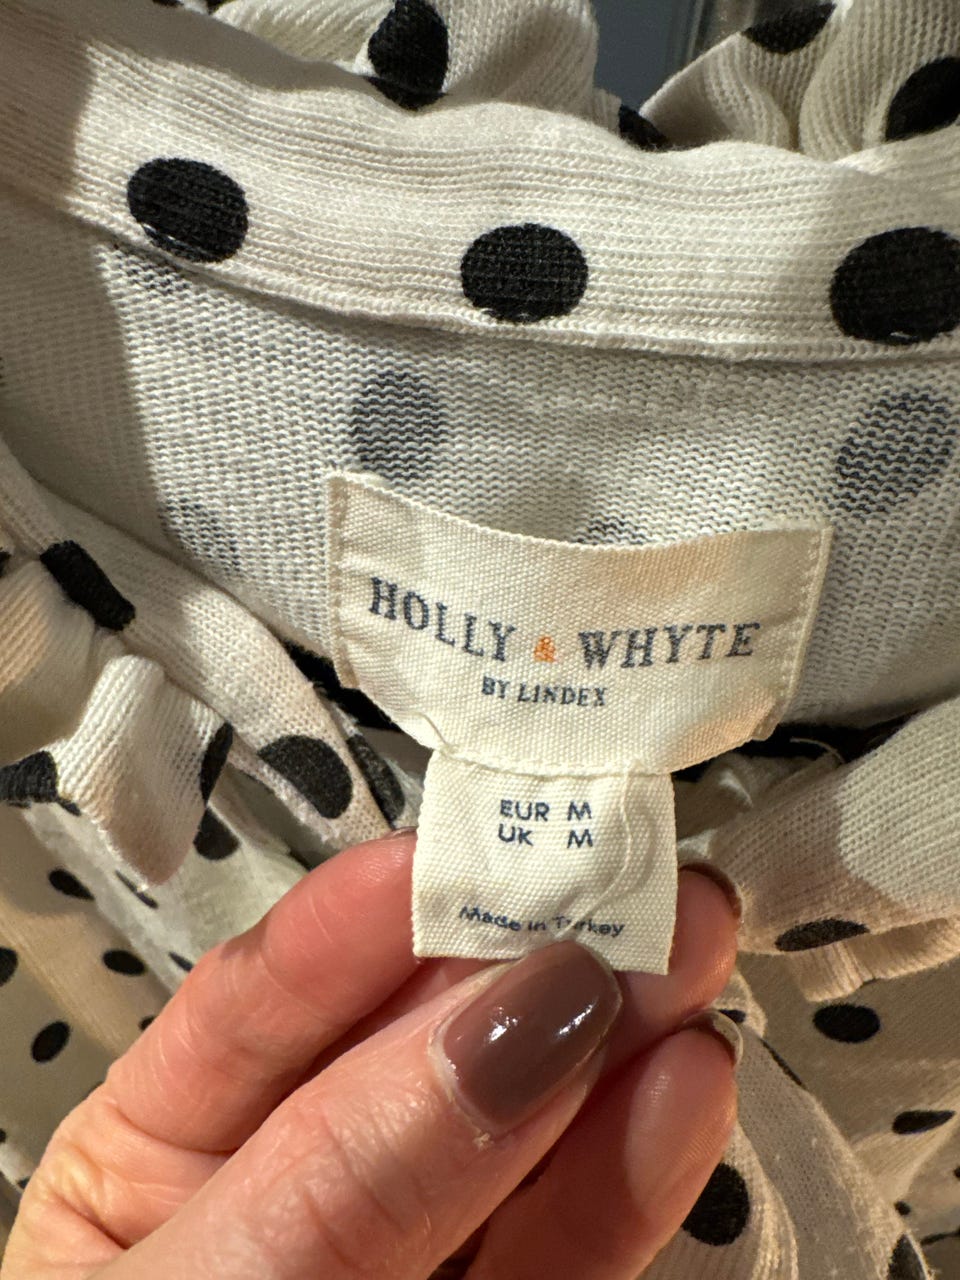 HOLLY & WHYTE
BY LINDEX
EUR M
UK M
Made in Turkey